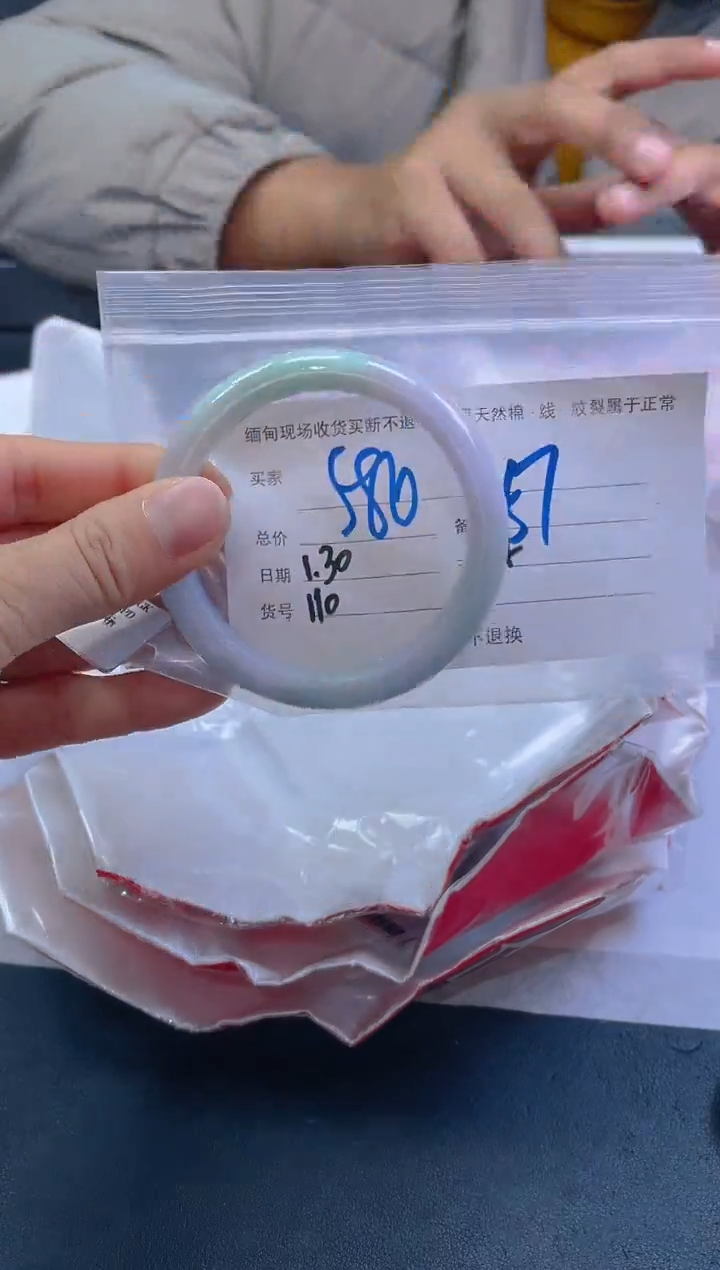 缅甸现场收货买断不退 天然棉·线 纹裂属于正常
买家 580 57
总价 备
日期 1.30
货号 110
不退换